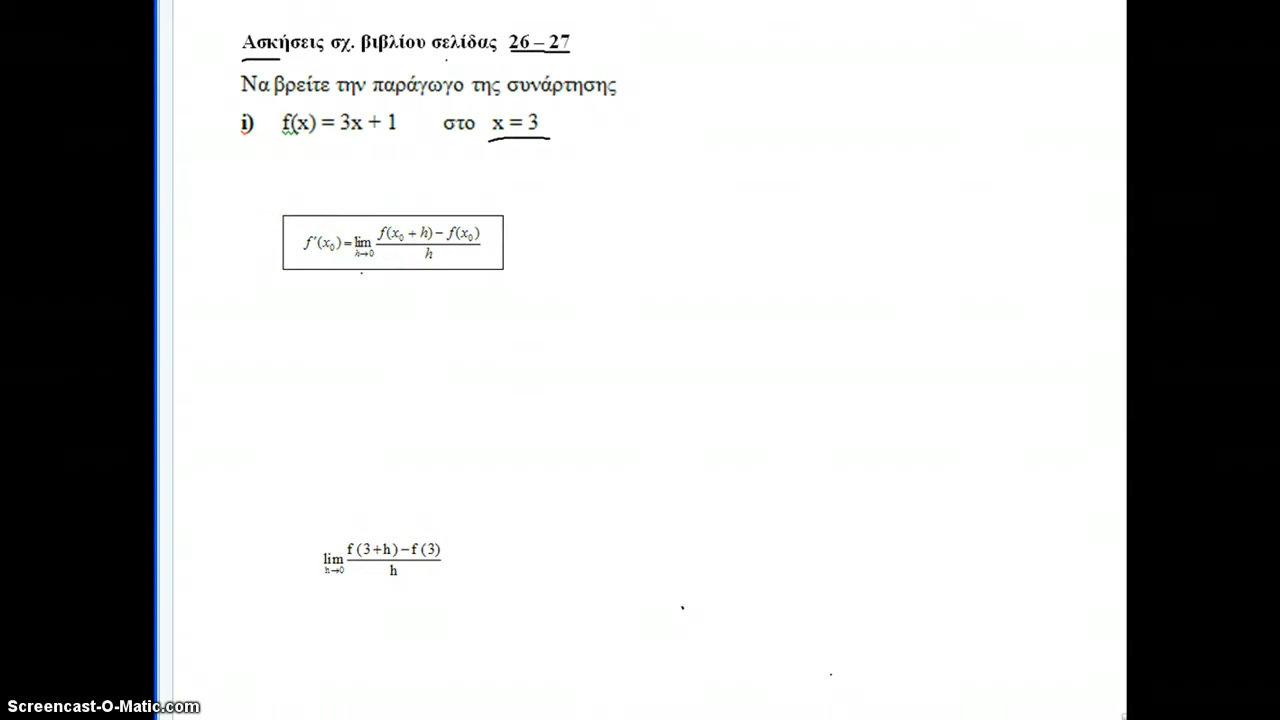 Ασκήσεις σχ. βιβλίου σελίδας 26 – 27
Να βρείτε την παράγωγο της συνάρτησης
i) f(x) = 3x + 1 στο x = 3
f′(x₀) = lim h→0 f(x₀ + h) − f(x₀) / h
lim h→0 f (3+h) − f (3) / h
Screencast-O-Matic.com